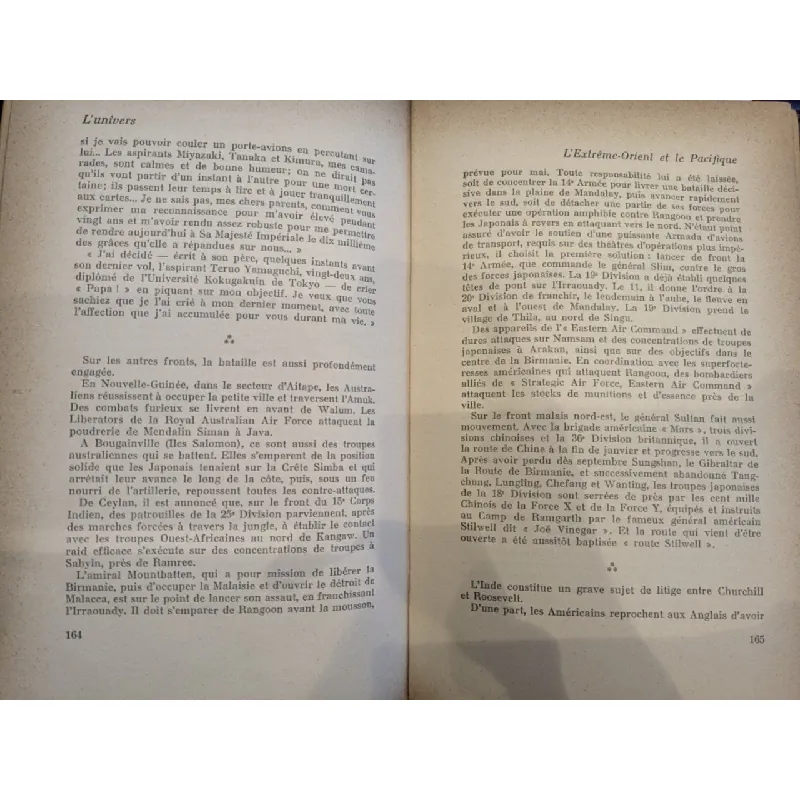 L'univers
si je vais pouvoir couler un porte-avions en percutant sur
lui... Les aspirants Miyazaki, Tanaka et Kimura, mes cama-
rades, sont calmes et de bonne humeur; on ne dirait pas
qu'ils vont partir d'un instant à l'autre pour une mort cer-
taine; ils passent leur temps à lire et à jouer tranquillement
aux cartes... Je ne sais pas, mes chers parents, comment vous
exprimer ma reconnaissance pour m'avoir élevé pendant
vingt ans et m'avoir rendu assez robuste pour me permettre
de rendre aujourd'hui à Sa Majesté Impériale le dix millième
des grâces qu'elle a répandues sur nous... »
« J'ai décidé — écrit à son père, quelques instants avant
son dernier vol, l'aspirant Teruo Yamaguchi, vingt-deux ans,
diplômé de l'Université Kokugakuin de Tokyo — de crier
« Papa ! » en piquant sur mon objectif. Je veux que vous
sachiez que je l'ai crié à mon dernier moment, avec toute
l'affection que j'ai accumulée pour vous durant ma vie. »
Sur les autres fronts, la bataille est aussi profondément
engagée.
En Nouvelle-Guinée, dans le secteur d'Aitape, les Austra-
liens réussissent à occuper la petite ville et traversent l'Amuk.
Des combats furieux se livrent en avant de Walum. Les
Liberators de la Royal Australian Air Force attaquent la
poudrerie de Mendalin Siman à Java.
A Bougainville (Iles Salomon), ce sont aussi des troupes
australiennes qui se battent. Elles s'emparent de la position
solide que les Japonais tenaient sur la Crête Simba et qui
arrêtait leur avance le long de la côte, puis, sous un feu
nourri de l'artillerie, repoussent toutes les contre-attaques.
De Ceylan, il est annoncé que, sur le front du 15e Corps
Indien, des patrouilles de la 25e Division parviennent, après
des marches forcées à travers la jungle, à établir le contact
avec les troupes Ouest-Africaines au nord de Kangaw. Un
raid efficace s'exécute sur des concentrations de troupes à
Sabyin, près de Ramree.
L'amiral Mountbatten, qui a pour mission de libérer la
Birmanie, puis d'occuper la Malaisie et d'ouvrir le détroit de
Malacca, est sur le point de lancer son assaut, en franchissant
l'Irraouady. Il doit s'emparer de Rangoon avant la mousson,
164
L'Extrême-Orient et le Pacifique
prévue pour mai. Toute responsabilité lui a été laissée,
soit de concentrer la 14e Armée pour livrer une bataille déci-
sive dans la plaine de Mandalay, puis avancer rapidement
vers le sud, soit de détacher une partie de ses forces pour
exécuter une opération amphibie contre Rangoon et prendre
les Japonais à revers en attaquant vers le nord. N'étant point
assuré d'avoir le soutien d'une puissante Armada d'avions
de transport, requis sur des théâtres d'opérations plus impé-
rieux, il choisit la première solution : lancer de front la
14e Armée, que commande le général Slim, contre le gros
des forces japonaises. La 19e Division a déjà établi quelques
têtes de pont sur l'Irraouady. Le 11, il donne l'ordre à la
20e Division de franchir, le lendemain à l'aube, le fleuve en
aval et à l'ouest de Mandalay. La 19e Division prend le
village de Thila, au nord de Singu.
Des appareils de l'« Eastern Air Command » effectuent de
dures attaques sur Namsam et des concentrations de troupes
japonaises à Arakan, ainsi que sur des objectifs dans le
centre de la Birmanie. En coordination avec les superforte-
resses américaines qui attaquent Rangoon, des bombardiers
alliés de « Strategic Air Force, Eastern Air Command »
attaquent les stocks de munitions et d'essence près de la
ville.
Sur le front malais nord-est, le général Sultan fait aussi
mouvement. Avec la brigade américaine « Mars », trois divi-
sions chinoises et la 36e Division britannique, il a ouvert
la route de Chine à la fin de janvier et progresse vers le sud.
Après avoir perdu dès septembre Sungshan, le Gibraltar de
la Route de Birmanie, et successivement abandonné Tang-
chung, Lungling, Chefang et Wanting, les troupes japonaises
de la 18e Division sont serrées de près par les cent mille
Chinois de la Force X et de la Force Y, équipés et instruits
au Camp de Ramgarth par le fameux général américain
Stilwell dit « Joë Vinegar ». Et la route qui vient d'être
ouverte a été aussitôt baptisée « route Stilwell ».
L'Inde constitue un grave sujet de litige entre Churchill
et Roosevelt.
D'une part, les Américains reprochent aux Anglais d'avoir
165